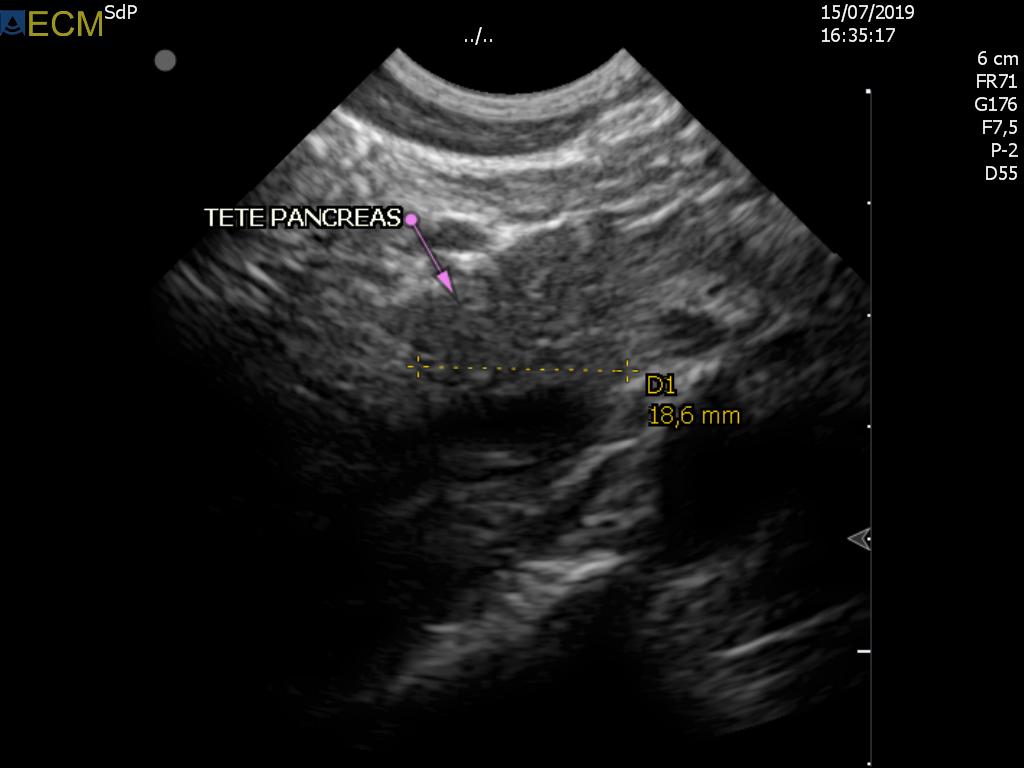 ECM SdP
../..
15/07/2019
16:35:17
6 cm
FR71
G176
F7,5
P-2
D55
TETE PANCREAS
D1
18,6 mm